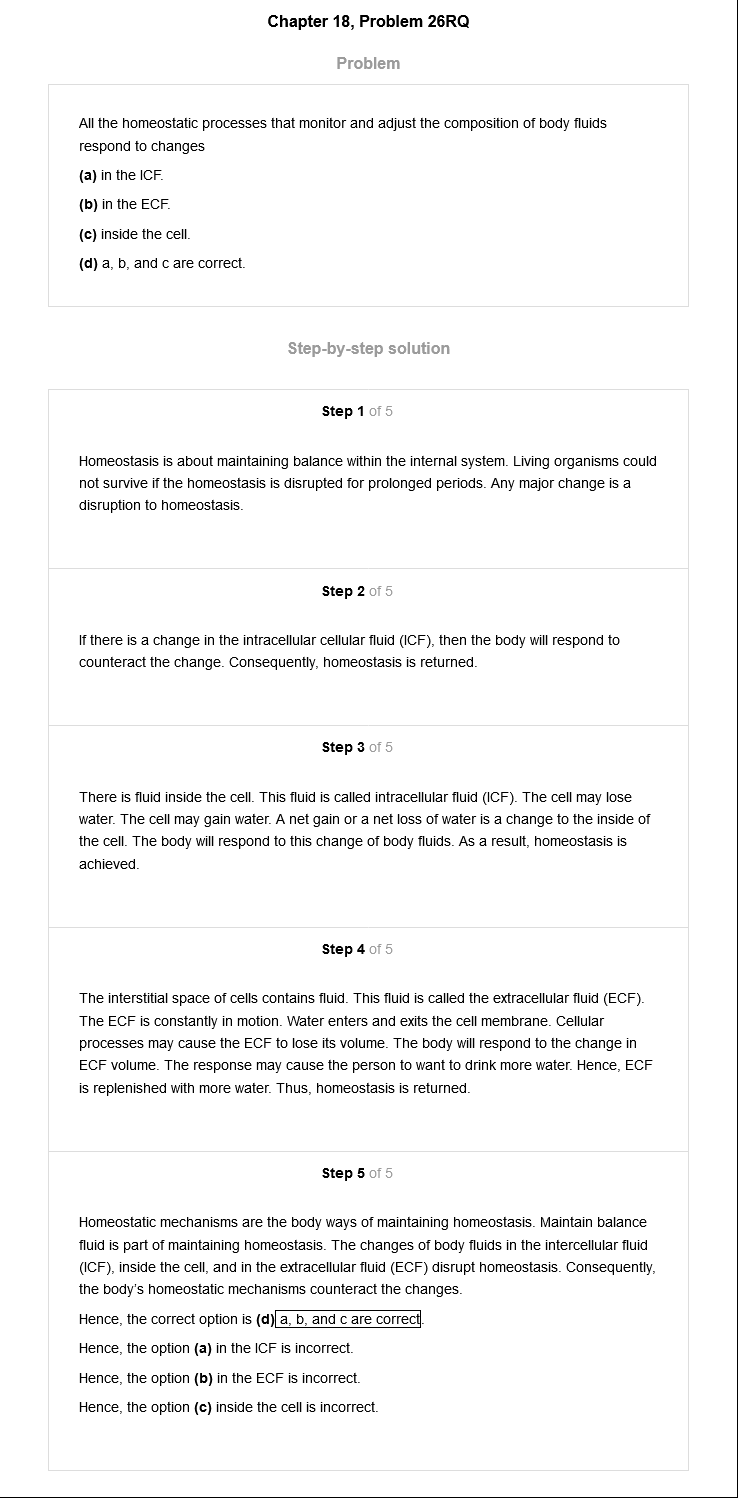 Chapter 18, Problem 26RQ
Problem
All the homeostatic processes that monitor and adjust the composition of body fluids
respond to changes
(a) in the ICF.
(b) in the ECF.
(c) inside the cell.
(d) a, b, and c are correct.
Step-by-step solution
Step 1 of 5
Homeostasis is about maintaining balance within the internal system. Living organisms could
not survive if the homeostasis is disrupted for prolonged periods. Any major change is a
disruption to homeostasis.
Step 2 of 5
If there is a change in the intracellular cellular fluid (ICF), then the body will respond to
counteract the change. Consequently, homeostasis is returned.
Step 3 of 5
There is fluid inside the cell. This fluid is called intracellular fluid (ICF). The cell may lose
water. The cell may gain water. A net gain or a net loss of water is a change to the inside of
the cell. The body will respond to this change of body fluids. As a result, homeostasis is
achieved.
Step 4 of 5
The interstitial space of cells contains fluid. This fluid is called the extracellular fluid (ECF).
The ECF is constantly in motion. Water enters and exits the cell membrane. Cellular
processes may cause the ECF to lose its volume. The body will respond to the change in
ECF volume. The response may cause the person to want to drink more water. Hence, ECF
is replenished with more water. Thus, homeostasis is returned.
Step 5 of 5
Homeostatic mechanisms are the body ways of maintaining homeostasis. Maintain balance
fluid is part of maintaining homeostasis. The changes of body fluids in the intercellular fluid
(ICF), inside the cell, and in the extracellular fluid (ECF) disrupt homeostasis. Consequently,
the body's homeostatic mechanisms counteract the changes.
Hence, the correct option is (d) a, b, and c are correct.
Hence, the option (a) in the ICF is incorrect.
Hence, the option (b) in the ECF is incorrect.
Hence, the option (c) inside the cell is incorrect.